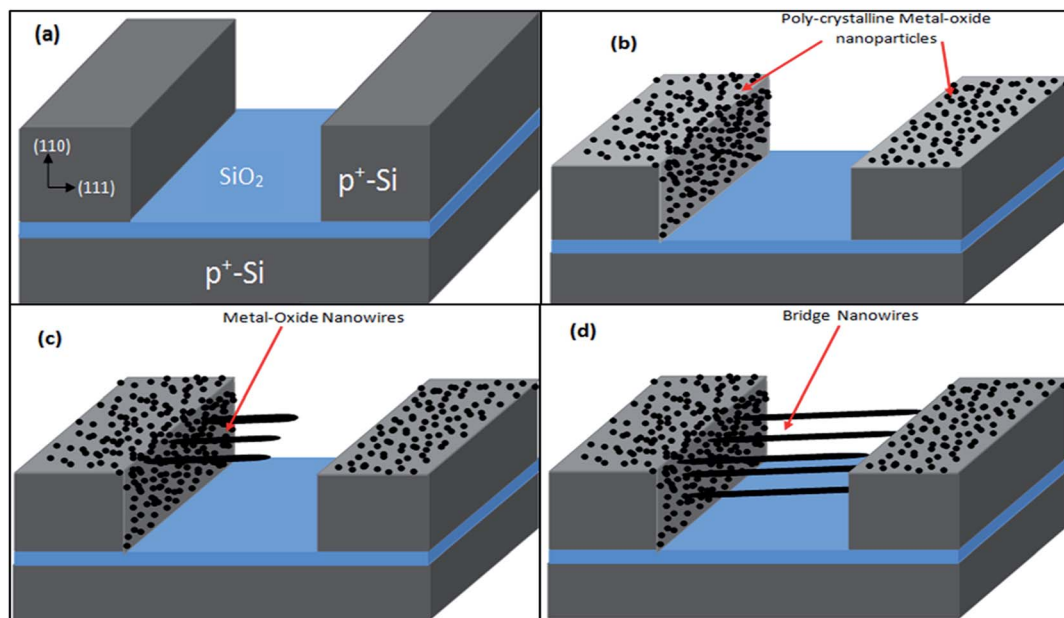 (a)
(110)
(111)
SiO₂
p⁺-Si
p⁺-Si
(b)
Poly-crystalline Metal-oxide
nanoparticles
(c)
Metal-Oxide Nanowires
(d)
Bridge Nanowires